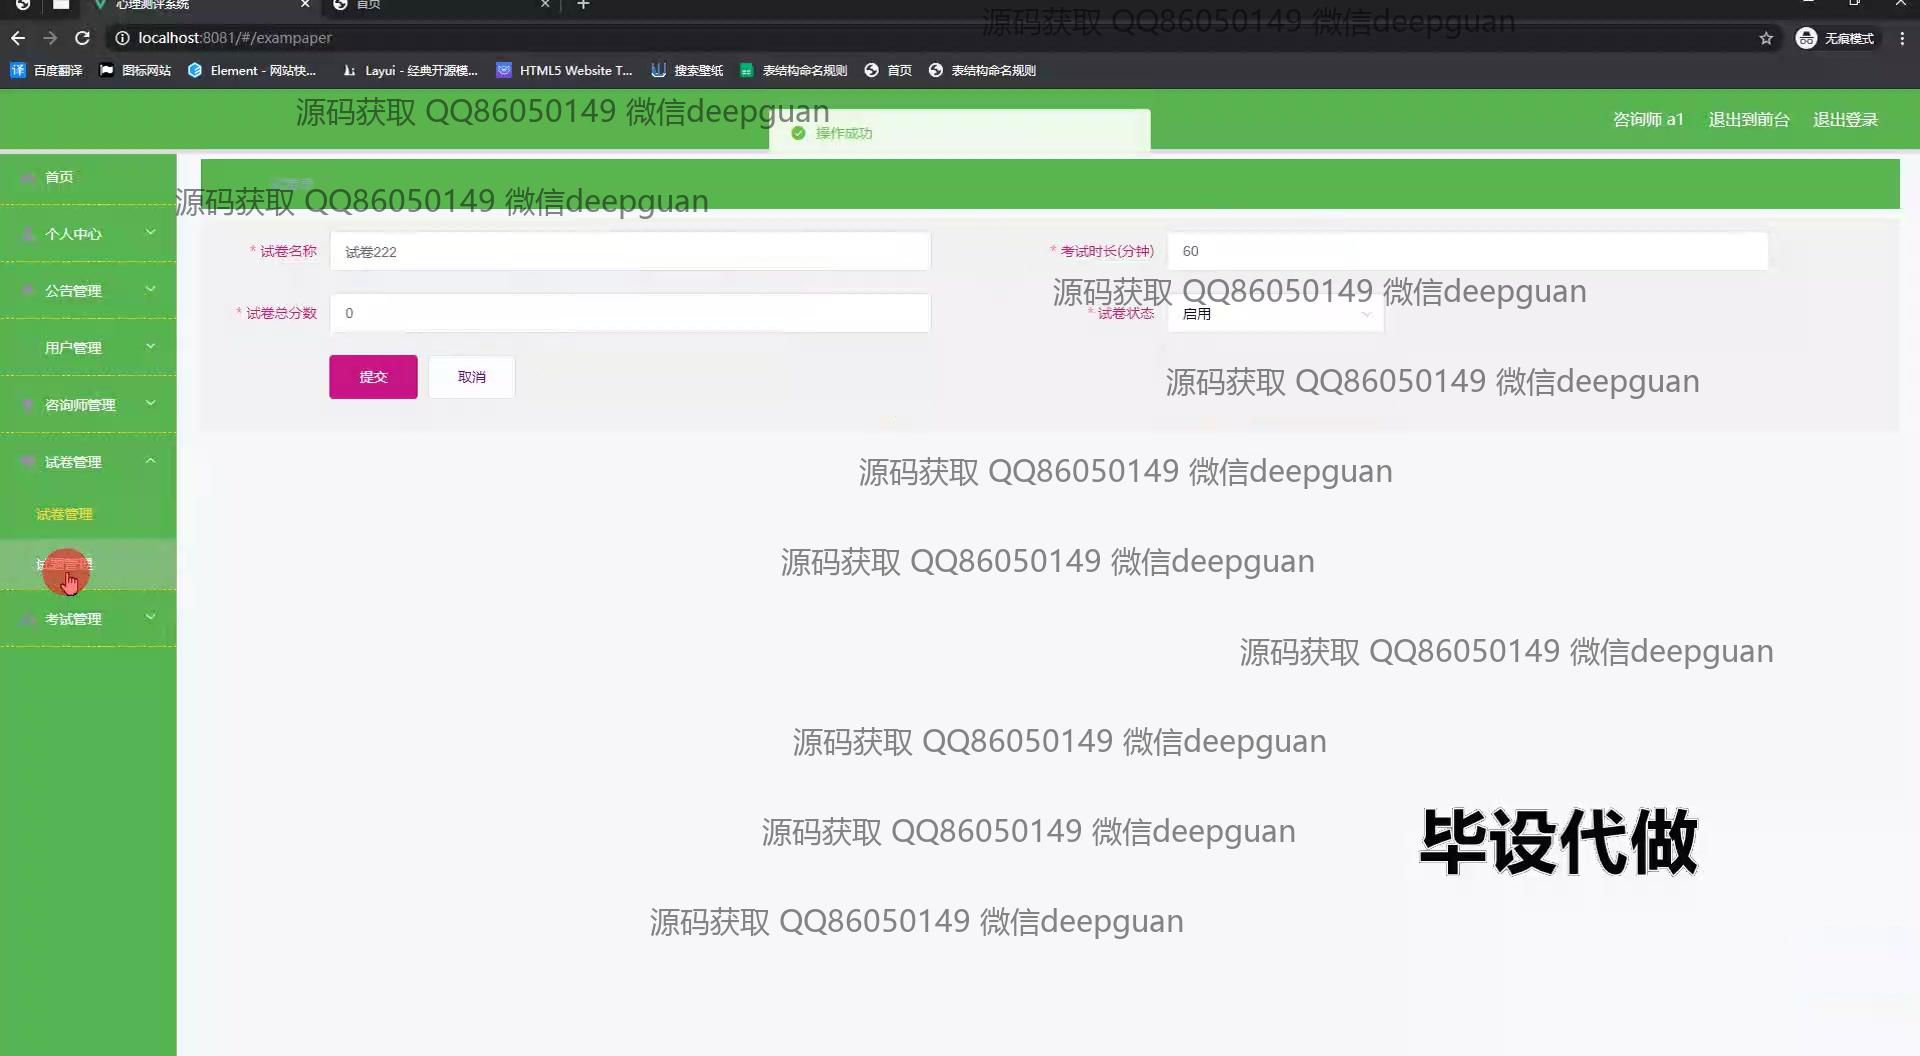 心理测评系统
首页
localhost:8081/#/exampaper
无痕模式
百度翻译
图标网站
Element - 网站快...
Layui - 经典开源模...
HTML5 Website T...
搜索壁纸
表结构命名规则
首页
表结构命名规则
源码获取 QQ86050149 微信deepguan
源码获取 QQ86050149 微信deepguan
操作成功
咨询师 a1
退出到前台
退出登录
首页
源码获取 QQ86050149 微信deepguan
个人中心
* 试卷名称
试卷222
* 考试时长(分钟)
60
公告管理
源码获取 QQ86050149 微信deepguan
* 试卷总分数
0
* 试卷状态
启用
用户管理
提交
取消
源码获取 QQ86050149 微信deepguan
咨询师管理
试卷管理
源码获取 QQ86050149 微信deepguan
试卷管理
试题管理
源码获取 QQ86050149 微信deepguan
考试管理
源码获取 QQ86050149 微信deepguan
源码获取 QQ86050149 微信deepguan
源码获取 QQ86050149 微信deepguan
毕设代做
源码获取 QQ86050149 微信deepguan